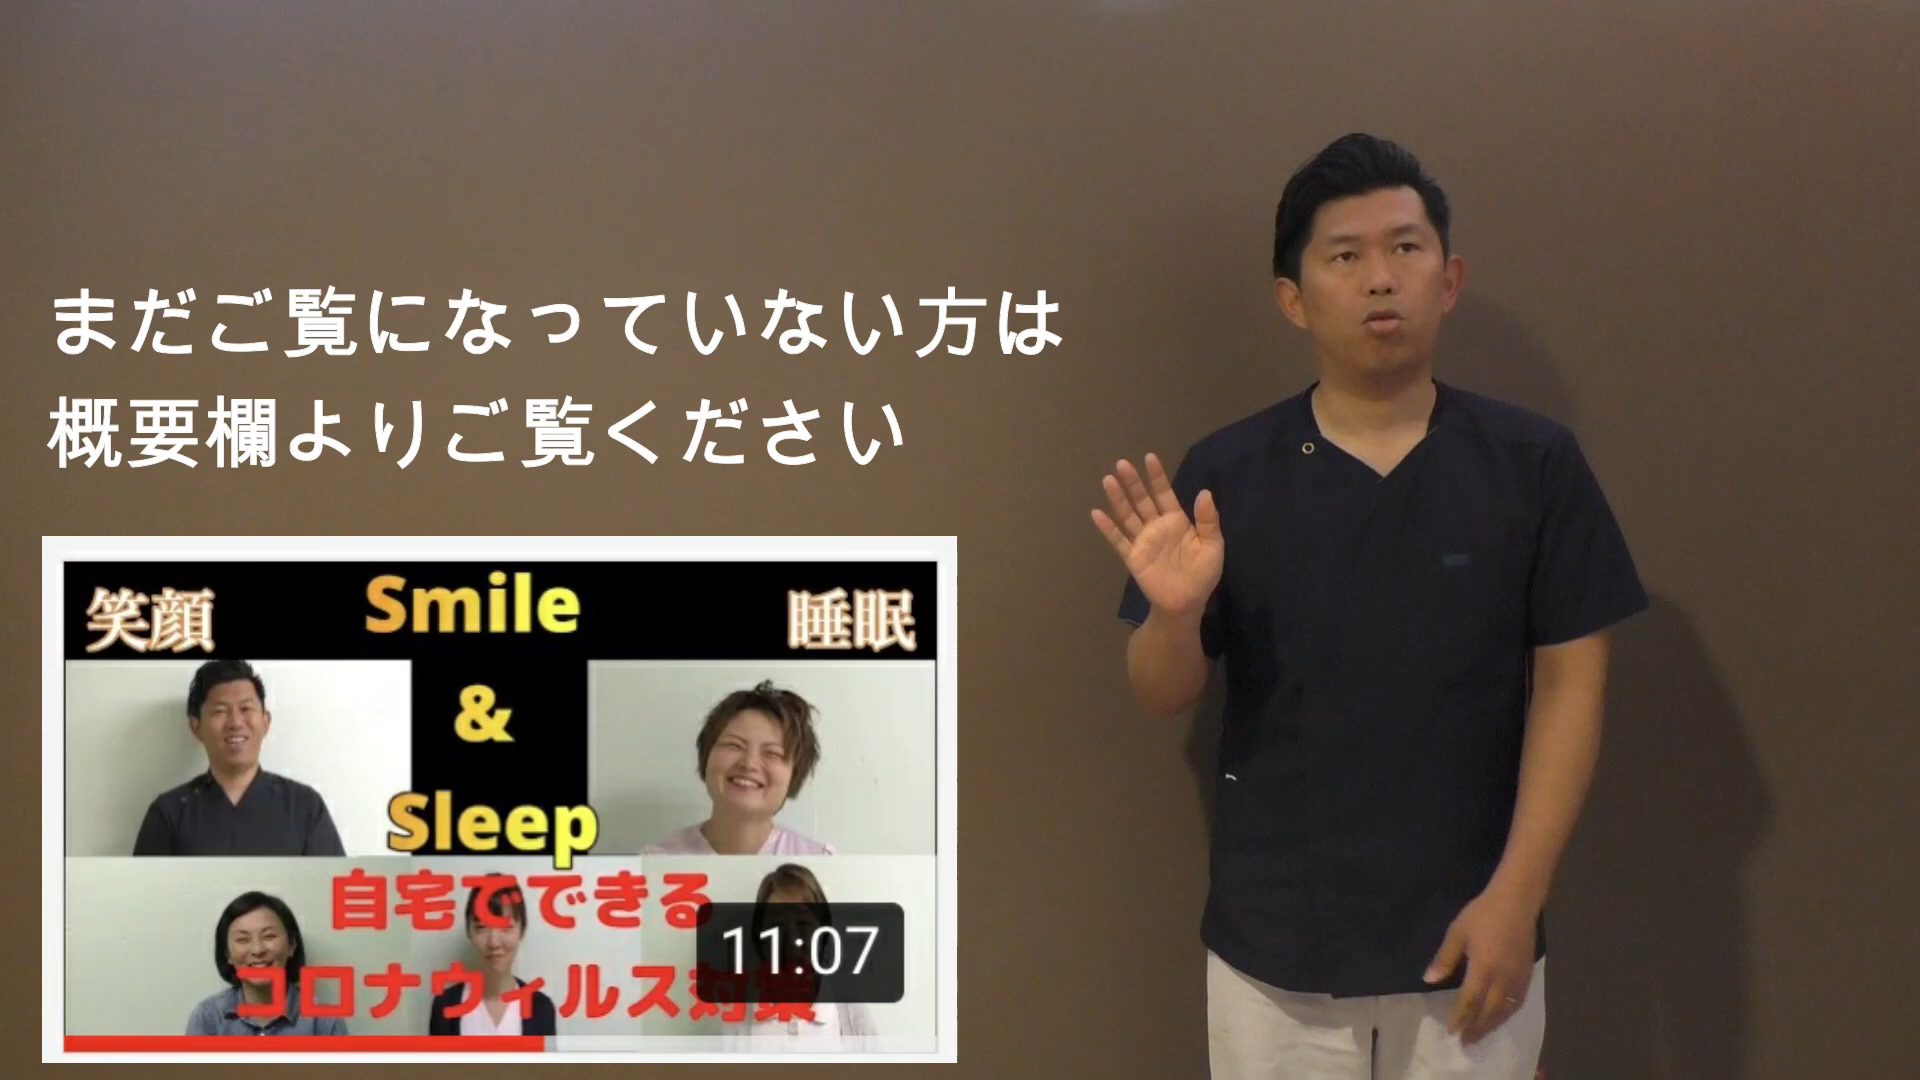 まだご覧になっていない方は
概要欄よりご覧ください
笑顔
Smile
睡眠
&
Sleep
自宅でできる
コロナウィルス対策
11:07